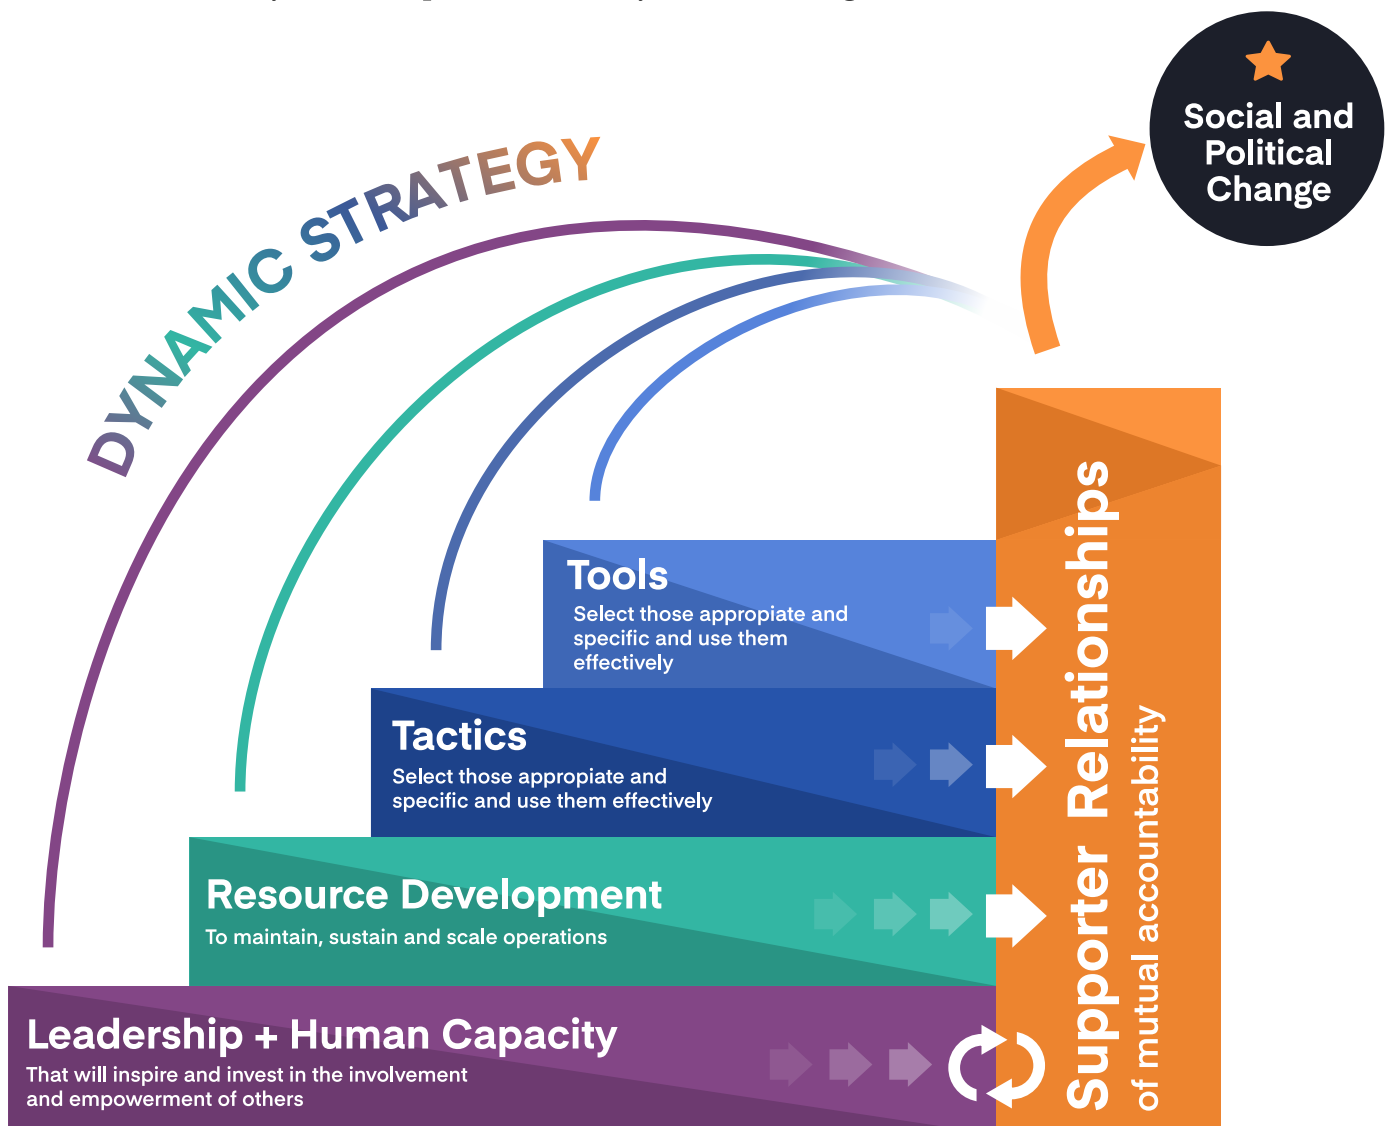 Social and
Political
Change
DYNAMIC STRATEGY
Tools
Select those appropiate and
specific and use them
effectively
Tactics
Select those appropiate and
specific and use them effectively
Resource Development
To maintain, sustain and scale operations
Leadership + Human Capacity
That will inspire and invest in the involvement
and empowerment of others
Supporter Relationships
of mutual accountability